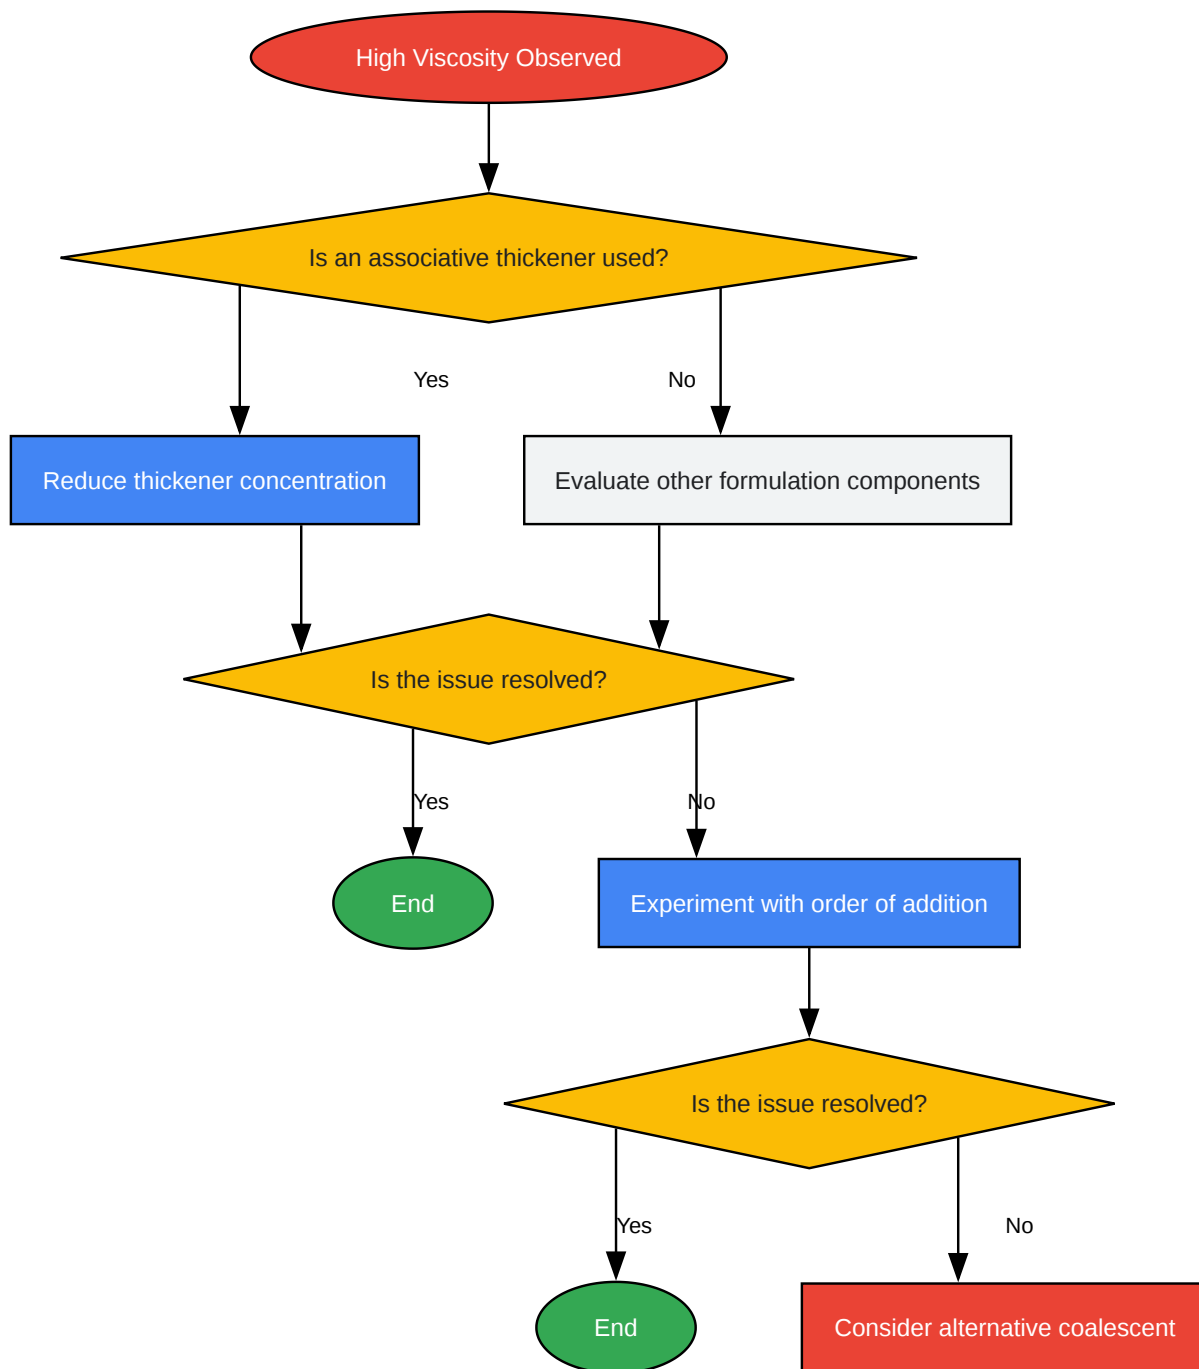 High Viscosity Observed
Is an associative thickener used?
Yes
No
Reduce thickener concentration
Evaluate other formulation components
Is the issue resolved?
Yes
No
End
Experiment with order of addition
Is the issue resolved?
Yes
No
End
Consider alternative coalescent